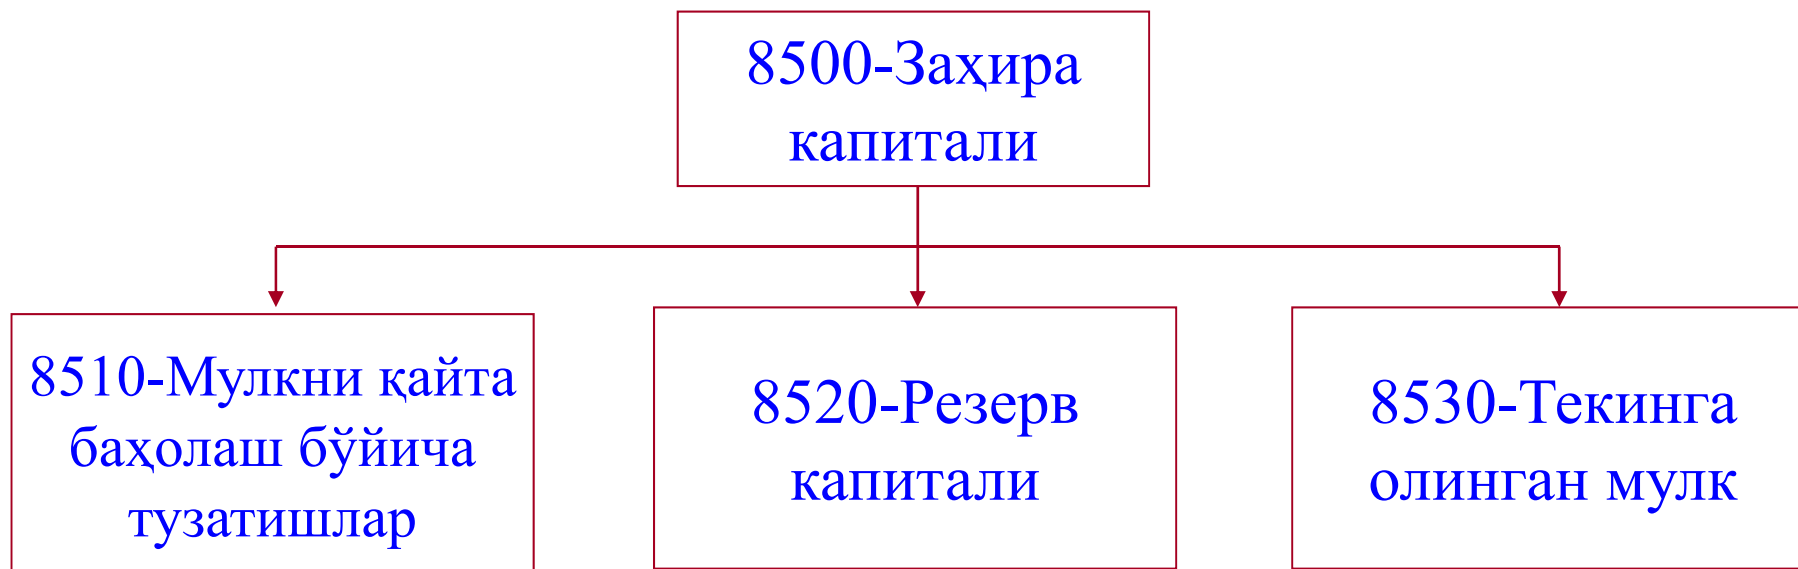 8500-Заҳира
капитали
8510-Мулкни қайта
баҳолаш бўйича
тузатишлар
8520-Резерв
капитали
8530-Текинга
олинган мулк